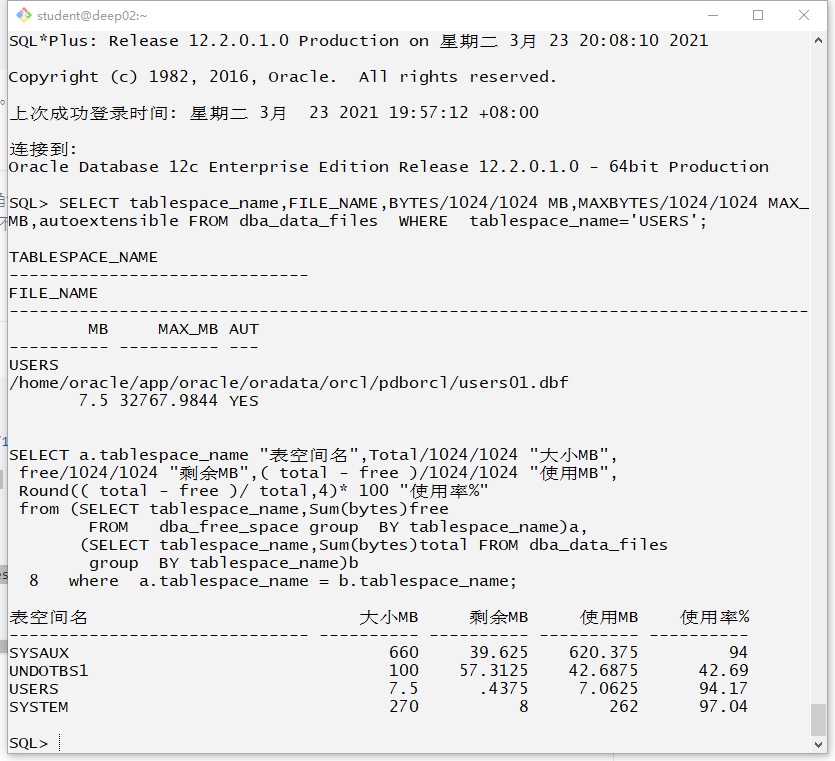 student@deep02:~
SQL*Plus: Release 12.2.0.1.0 Production on 星期二 3月 23 20:08:10 2021
Copyright (c) 1982, 2016, Oracle.  All rights reserved.
上次成功登录时间: 星期二 3月  23 2021 19:57:12 +08:00
连接到:
Oracle Database 12c Enterprise Edition Release 12.2.0.1.0 - 64bit Production
SQL> SELECT tablespace_name,FILE_NAME,BYTES/1024/1024 MB,MAXBYTES/1024/1024 MAX_
MB,autoextensible FROM dba_data_files  WHERE  tablespace_name='USERS';
TABLESPACE_NAME
------------------------------
FILE_NAME
--------------------------------------------------------------------------------
        MB     MAX_MB AUT
---------- ---------- ---
USERS
/home/oracle/app/oracle/oradata/orcl/pdborcl/users01.dbf
       7.5 32767.9844 YES
SELECT a.tablespace_name "表空间名",Total/1024/1024 "大小MB",
 free/1024/1024 "剩余MB",( total - free )/1024/1024 "使用MB",
 Round(( total - free )/ total,4)* 100 "使用率%"
 from (SELECT tablespace_name,Sum(bytes)free
        FROM   dba_free_space group  BY tablespace_name)a,
       (SELECT tablespace_name,Sum(bytes)total FROM dba_data_files
        group  BY tablespace_name)b
  8   where  a.tablespace_name = b.tablespace_name;
表空间名                           大小MB     剩余MB     使用MB    使用率%
------------------------------ ---------- ---------- ---------- ----------
SYSAUX                                660     39.625    620.375         94
UNDOTBS1                              100    57.3125    42.6875      42.69
USERS                                 7.5      .4375     7.0625      94.17
SYSTEM                                270          8        262      97.04
SQL>